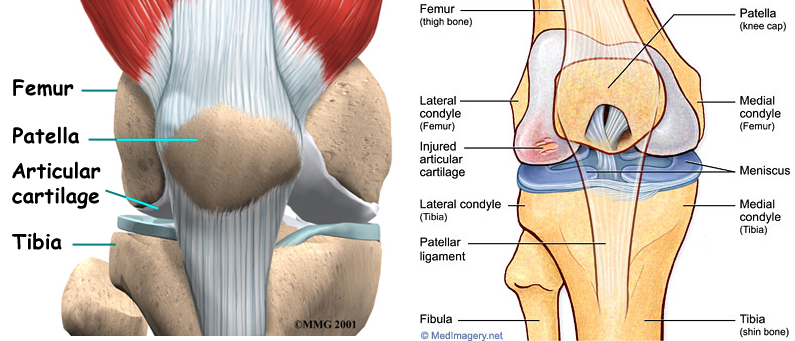 Femur
Patella
Articular
cartilage
Tibia
©MMG 2001
Femur
(thigh bone)
Patella
(knee cap)
Lateral
condyle
(Femur)
Medial
condyle
(Femur)
Injured
articular
cartilage
Meniscus
Lateral condyle
(Tibia)
Medial
condyle
(Tibia)
Patellar
ligament
Fibula
Tibia
(shin bone)
© MedImagery.net